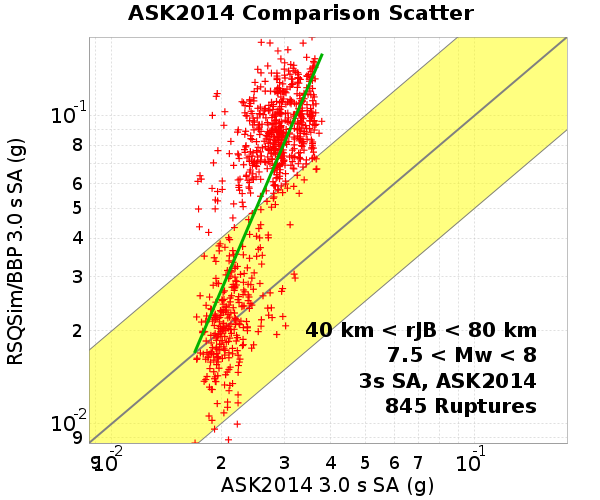 ASK2014 Comparison Scatter
RSQSim/BBP 3.0 s SA (g)
10-1
8
6
5
4
3
2
10-2
9
40 km < rJB < 80 km
7.5 < Mw < 8
3s SA, ASK2014
845 Ruptures
9 10-2 2 3 4 5 6 7 10-1
ASK2014 3.0 s SA (g)